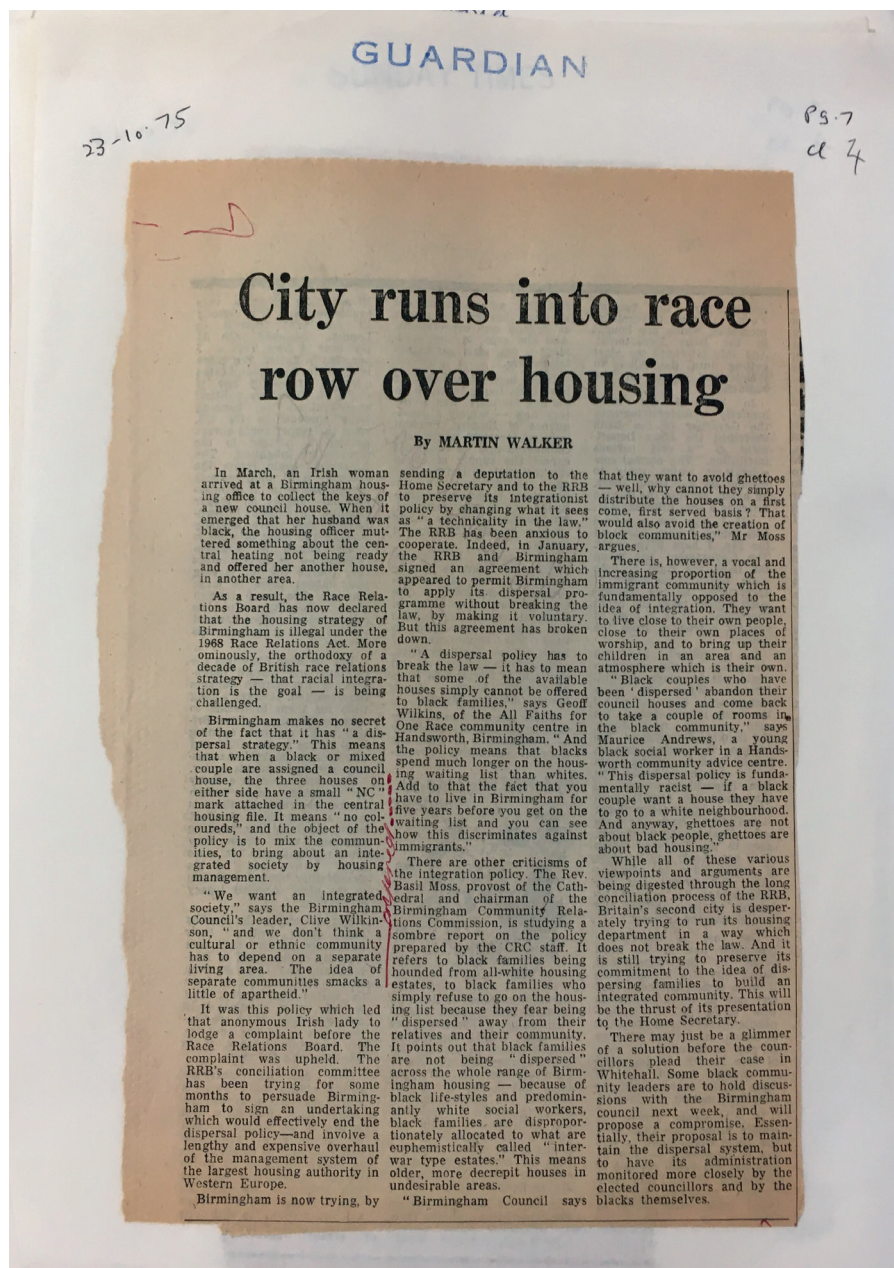 GUARDIAN
23-10-75
Pg.7
cl 4
City runs into race
row over housing
By MARTIN WALKER
In March, an Irish woman
arrived at a Birmingham hous-
ing office to collect the keys of
a new council house. When it
emerged that her husband was
black, the housing officer mut-
tered something about the cen-
tral heating not being ready
and offered her another house,
in another area.
As a result, the Race Rela-
tions Board has now declared
that the housing strategy of
Birmingham is illegal under the
1968 Race Relations Act. More
ominously, the orthodoxy of a
decade of British race relations
strategy — that racial integra-
tion is the goal — is being
challenged.
Birmingham makes no secret
of the fact that it has "a dis-
persal strategy." This means
that when a black or mixed
couple are assigned a council
house, the three houses on
either side have a small "NC"
mark attached in the central
housing file. It means "no col-
oureds," and the object of the
policy is to mix the commun-
ities, to bring about an inte-
grated society by housing
management.
"We want an integrated
society," says the Birmingham
Council's leader, Clive Wilkin-
son, "and we don't think a
cultural or ethnic community
has to depend on a separate
living area. The idea of
separate communities smacks a
little of apartheid."
It was this policy which led
that anonymous Irish lady to
lodge a complaint before the
Race Relations Board. The
complaint was upheld. The
RRB's conciliation committee
has been trying for some
months to persuade Birming-
ham to sign an undertaking
which would effectively end the
dispersal policy—and involve a
lengthy and expensive overhaul
of the management system of
the largest housing authority in
Western Europe.
Birmingham is now trying, by
sending a deputation to the
Home Secretary and to the RRB
to preserve its integrationist
policy by changing what it sees
as "a technicality in the law."
The RRB has been anxious to
cooperate. Indeed, in January,
the RRB and Birmingham
signed an agreement which
appeared to permit Birmingham
to apply its dispersal pro-
gramme without breaking the
law, by making it voluntary.
But this agreement has broken
down.
"A dispersal policy has to
break the law — it has to mean
that some of the available
houses simply cannot be offered
to black families," says Geoff
Wilkins, of the All Faiths for
One Race community centre in
Handsworth, Birmingham. "And
the policy means that blacks
spend much longer on the hous-
ing waiting list than whites.
Add to that the fact that you
have to live in Birmingham for
five years before you get on the
waiting list and you can see
how this discriminates against
immigrants."
There are other criticisms of
the integration policy. The Rev.
Basil Moss, provost of the Cath-
edral and chairman of the
Birmingham Community Rela-
tions Commission, is studying a
sombre report on the policy
prepared by the CRC staff. It
refers to black families being
hounded from all-white housing
estates, to black families who
simply refuse to go on the hous-
ing list because they fear being
"dispersed" away from their
relatives and their community.
It points out that black families
are not being "dispersed"
across the whole range of Birm-
ingham housing — because of
black life-styles and predomin-
antly white social workers,
black families are dispropor-
tionately allocated to what are
euphemistically called "inter-
war type estates." This means
older, more decrepit houses in
undesirable areas.
"Birmingham Council says
that they want to avoid ghettoes
— well, why cannot they simply
distribute the houses on a first
come, first served basis? That
would also avoid the creation of
block communities," Mr Moss
argues.
There is, however, a vocal and
increasing proportion of the
immigrant community which is
fundamentally opposed to the
idea of integration. They want
to live close to their own people,
close to their own places of
worship, and to bring up their
children in an area and an
atmosphere which is their own.
"Black couples who have
been 'dispersed' abandon their
council houses and come back
to take a couple of rooms in
the black community," says
Maurice Andrews, a young
black social worker in a Hands-
worth community advice centre.
"This dispersal policy is funda-
mentally racist — if a black
couple want a house they have
to go to a white neighbourhood.
And anyway, ghettoes are not
about black people, ghettoes are
about bad housing."
While all of these various
viewpoints and arguments are
being digested through the long
conciliation process of the RRB,
Britain's second city is desper-
ately trying to run its housing
department in a way which
does not break the law. And it
is still trying to preserve its
commitment to the idea of dis-
persing families to build an
integrated community. This will
be the thrust of its presentation
to the Home Secretary.
There may just be a glimmer
of a solution before the coun-
cillors plead their case in
Whitehall. Some black commu-
nity leaders are to hold discus-
sions with the Birmingham
council next week, and will
propose a compromise. Essen-
tially, their proposal is to main-
tain the dispersal system, but
to have its administration
monitored more closely by the
elected councillors and by the
blacks themselves.